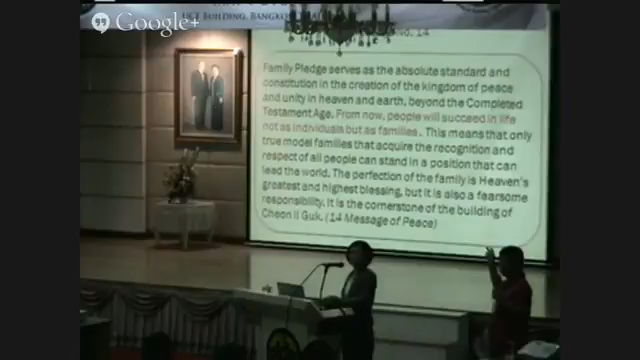 Google+
UCT BUILDING, BANGKOK
No. 14
Family Pledge serves as the absolute standard and
constitution in the creation of the kingdom of peace
and unity in heaven and earth, beyond the Completed
Testament Age. From now, people will succeed in life
not as individuals but as families. This means that only
true model families that acquire the recognition and
respect of all people can stand in a position that can
lead the world. The perfection of the family is Heaven's
greatest and highest blessing, but it is also a fearsome
responsibility. It is the cornerstone of the building of
Cheon Il Guk. (14 Message of Peace)